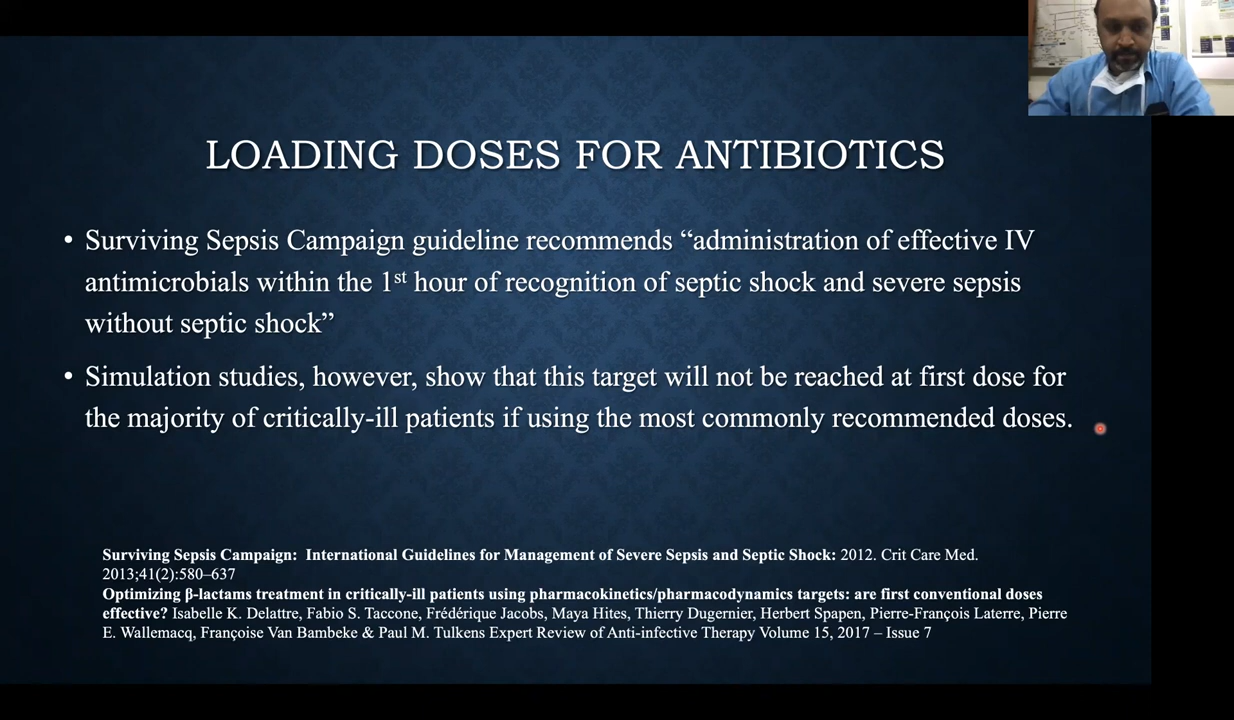 LOADING DOSES FOR ANTIBIOTICS
• Surviving Sepsis Campaign guideline recommends “administration of effective IV
antimicrobials within the 1st hour of recognition of septic shock and severe sepsis
without septic shock”
• Simulation studies, however, show that this target will not be reached at first dose for
the majority of critically-ill patients if using the most commonly recommended doses.
Surviving Sepsis Campaign: International Guidelines for Management of Severe Sepsis and Septic Shock: 2012. Crit Care Med.
2013;41(2):580–637
Optimizing β-lactams treatment in critically-ill patients using pharmacokinetics/pharmacodynamics targets: are first conventional doses
effective? Isabelle K. Delattre, Fabio S. Taccone, Frédérique Jacobs, Maya Hites, Thierry Dugernier, Herbert Spapen, Pierre-François Laterre, Pierre
E. Wallemacq, Françoise Van Bambeke & Paul M. Tulkens Expert Review of Anti-infective Therapy Volume 15, 2017 – Issue 7